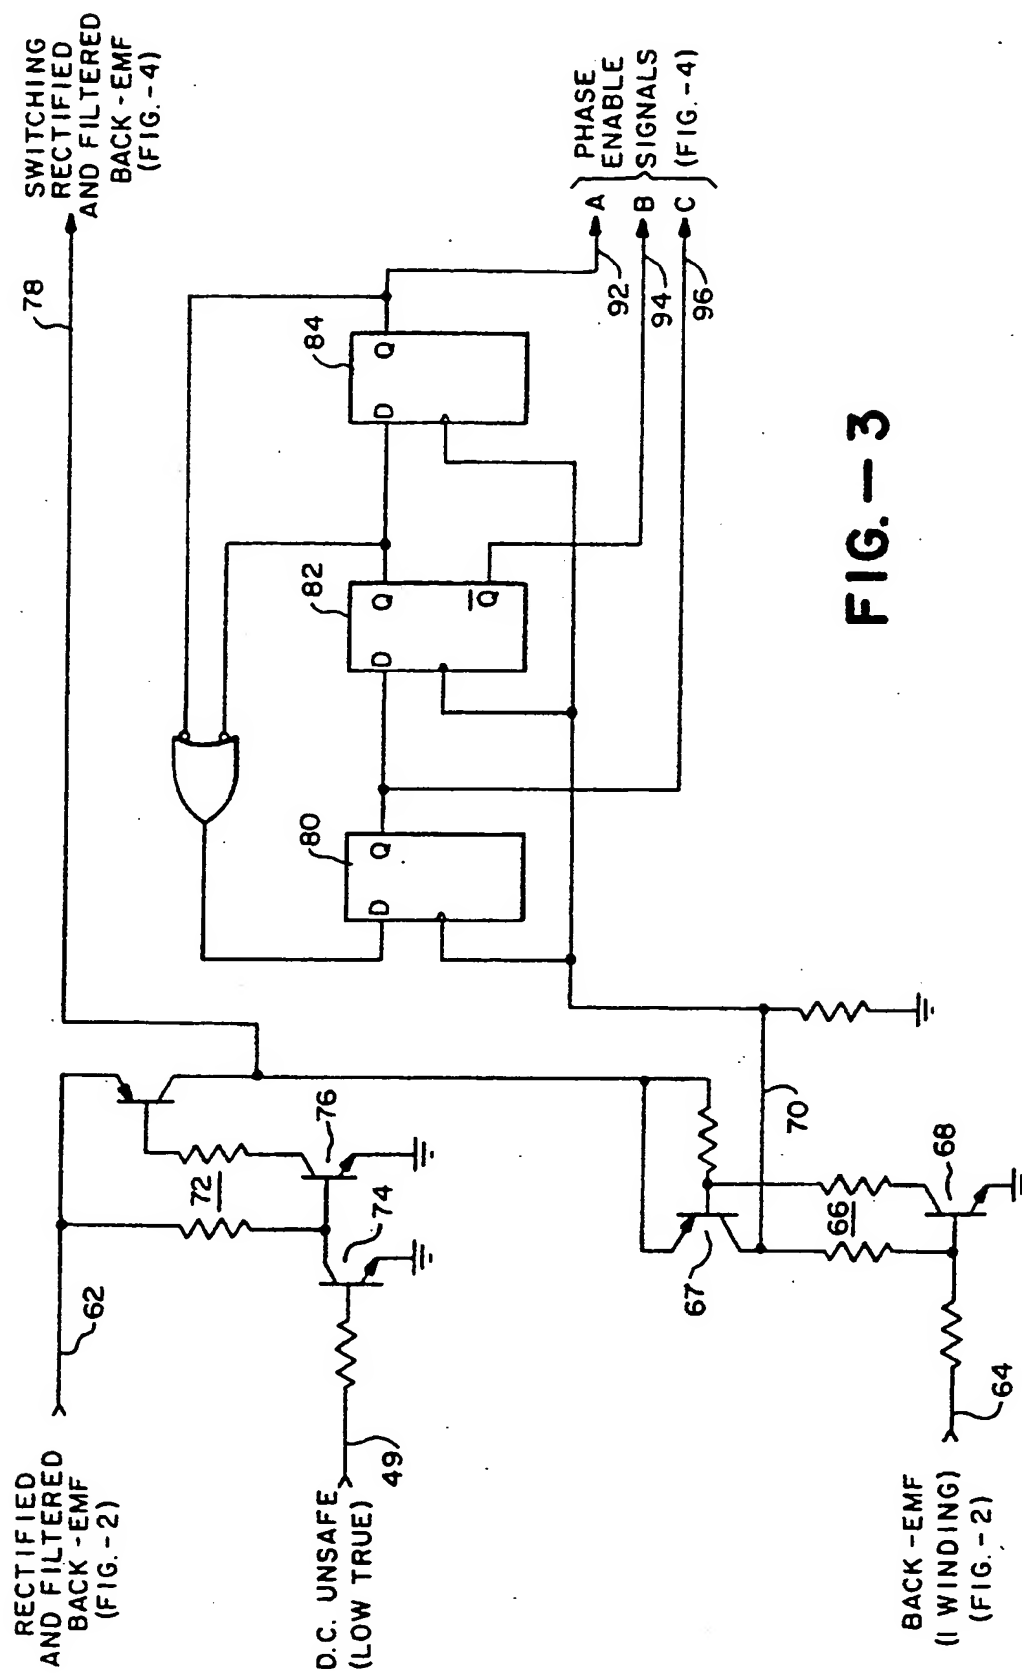 RECTIFIED
AND FILTERED
BACK-EMF
(FIG.-2)
62
D.C. UNSAFE
(LOW TRUE)
49
72
74
76
78
SWITCHING
RECTIFIED
AND FILTERED
BACK-EMF
(FIG.-4)
BACK-EMF
(1 WINDING)
(FIG.-2)
64
66
67
68
70
80
D
Q
82
D
Q
Q̅
84
D
Q
92
94
96
A
B
C
PHASE
ENABLE
SIGNALS
(FIG.-4)
FIG.-3